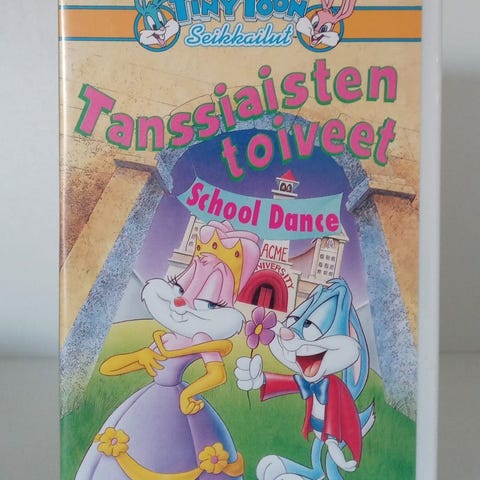 TINY TOON
Seikkailut
Tanssiaisten
toiveet
School Dance
ACME
UNIVERSITY